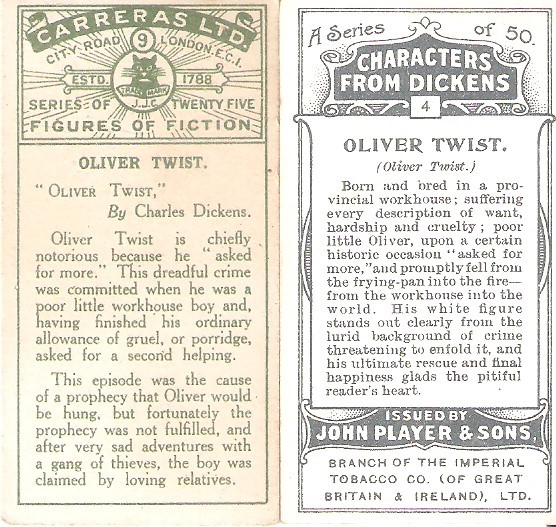 CARRERAS LTD.
CITY ROAD 9 LONDON. E.C.I.
ESTD. 1788
TRADE MARK
SERIES OF J.J.C. TWENTY FIVE
FIGURES OF FICTION
OLIVER TWIST.
"OLIVER TWIST,"
By Charles Dickens.
Oliver Twist is chiefly
notorious because he "asked
for more." This dreadful crime
was committed when he was a
poor little workhouse boy and,
having finished his ordinary
allowance of gruel, or porridge,
asked for a second helping.
This episode was the cause
of a prophecy that Oliver would
be hung, but fortunately the
prophecy was not fulfilled, and
after very sad adventures with
a gang of thieves, the boy was
claimed by loving relatives.
A Series of 50.
CHARACTERS
FROM DICKENS
4
OLIVER TWIST.
(Oliver Twist.)
Born and bred in a pro-
vincial workhouse; suffering
every description of want,
hardship and cruelty; poor
little Oliver, upon a certain
historic occasion "asked for
more," and promptly fell from
the frying-pan into the fire—
from the workhouse into the
world. His white figure
stands out clearly from the
lurid background of crime
threatening to enfold it, and
his ultimate rescue and final
happiness glads the pitiful
reader's heart.
ISSUED BY
JOHN PLAYER & SONS,
BRANCH OF THE IMPERIAL
TOBACCO CO. (OF GREAT
BRITAIN & IRELAND), LTD.